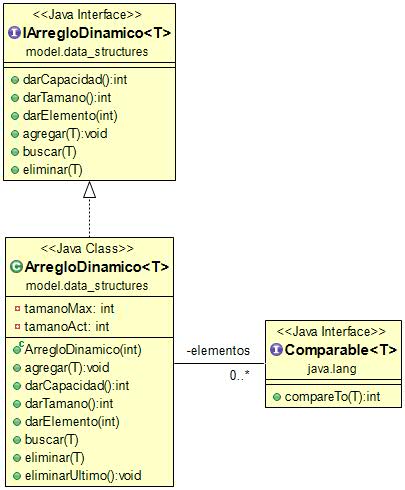 <<Java Interface>>
I IArregloDinamico<T>
model.data_structures
darCapacidad():int
darTamano():int
darElemento(int)
agregar(T):void
buscar(T)
eliminar(T)
<<Java Class>>
C ArregloDinamico<T>
model.data_structures
tamanoMax: int
tamanoAct: int
C ArregloDinamico(int)
agregar(T):void
darCapacidad():int
darTamano():int
darElemento(int)
buscar(T)
eliminar(T)
eliminarUltimo():void
-elementos
0..*
<<Java Interface>>
I Comparable<T>
java.lang
compareTo(T):int